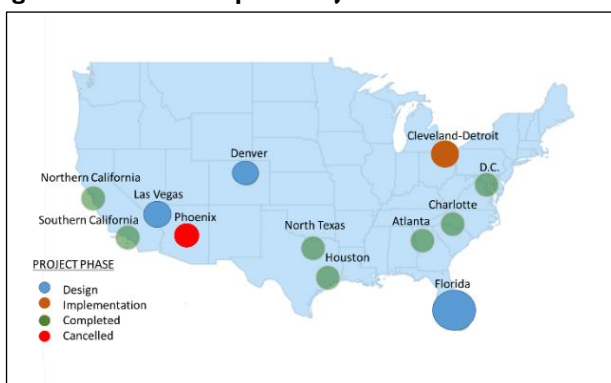 Northern California
Southern California
Las Vegas
Phoenix
Denver
North Texas
Houston
Cleveland-Detroit
D.C.
Charlotte
Atlanta
Florida
PROJECT PHASE
Design
Implementation
Completed
Cancelled